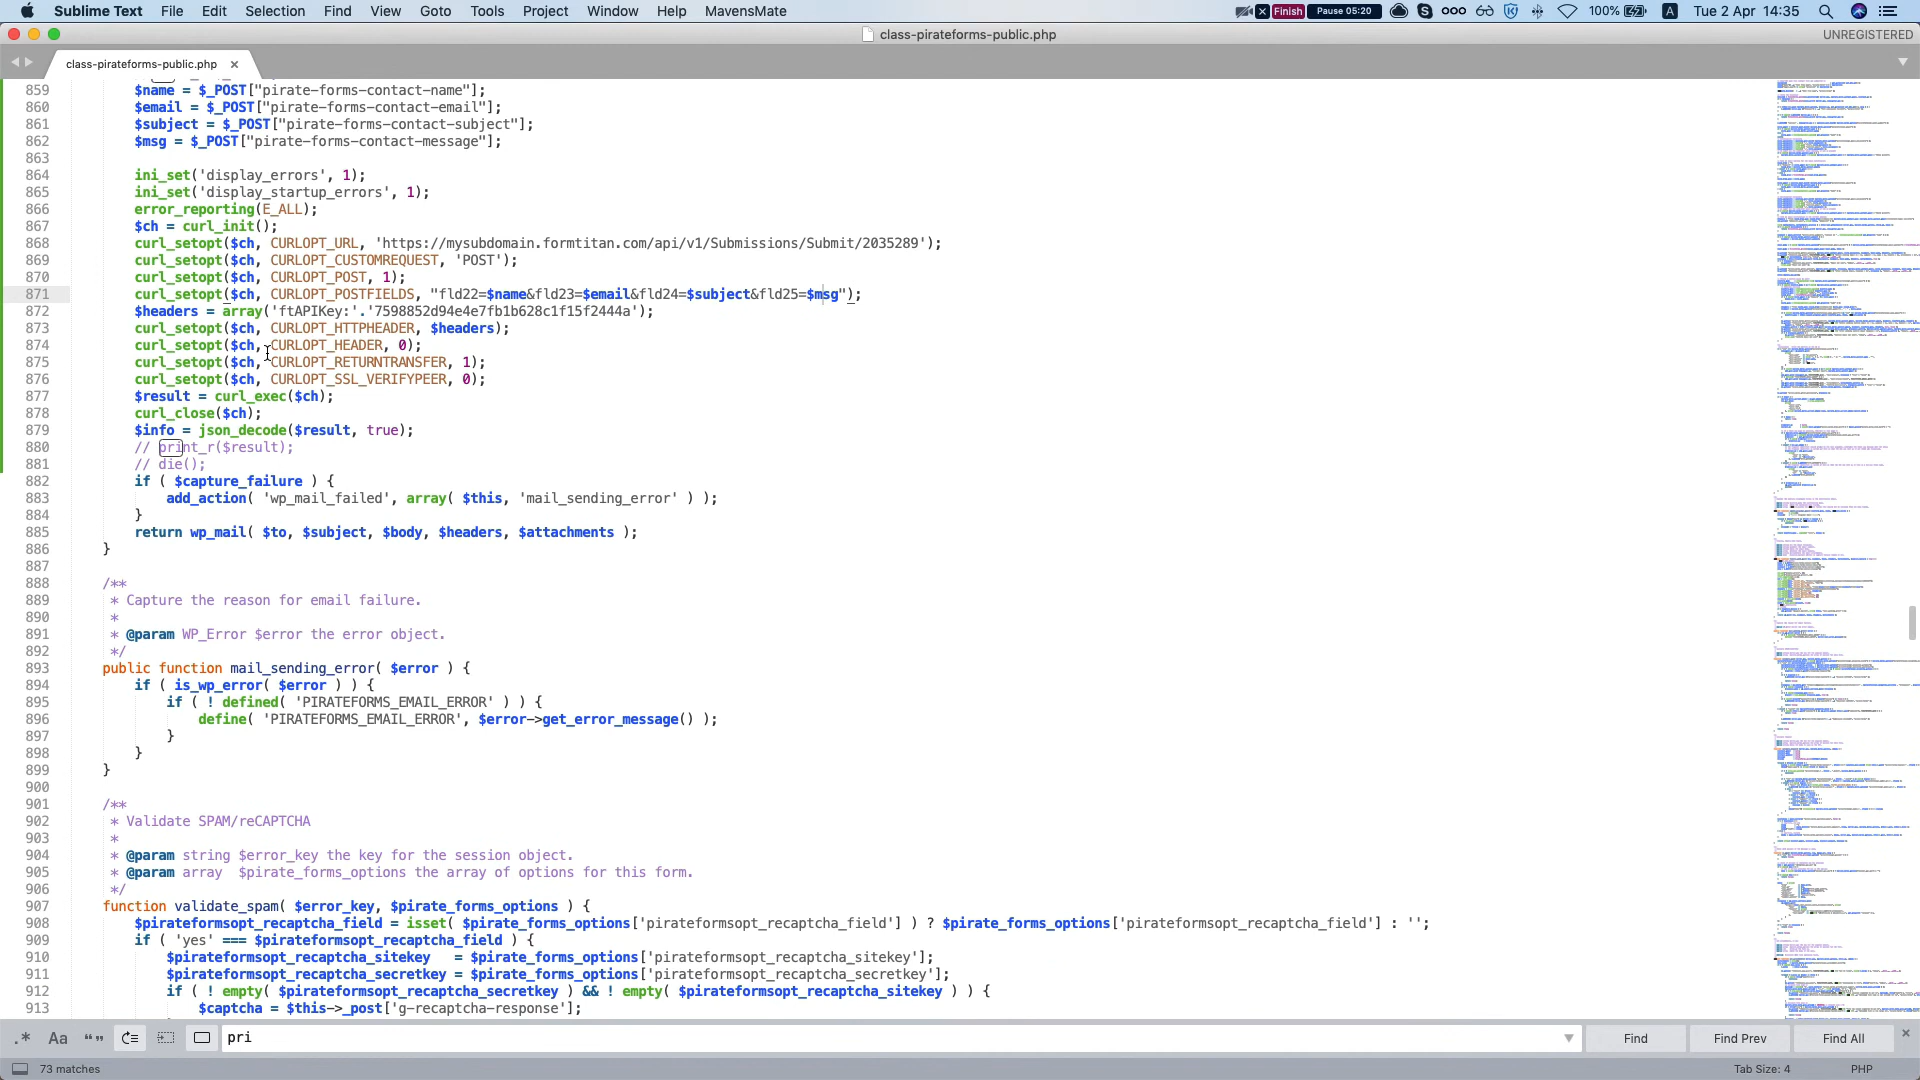 Sublime Text File Edit Selection Find View Goto Tools Project Window Help MavensMate Finish Pause 05:20 100% A Tue 2 Apr 14:35
class-pirateforms-public.php UNREGISTERED
class-pirateforms-public.php ×
859 $name = $_POST["pirate-forms-contact-name"];
860 $email = $_POST["pirate-forms-contact-email"];
861 $subject = $_POST["pirate-forms-contact-subject"];
862 $msg = $_POST["pirate-forms-contact-message"];
863
864 ini_set('display_errors', 1);
865 ini_set('display_startup_errors', 1);
866 error_reporting(E_ALL);
867 $ch = curl_init();
868 curl_setopt($ch, CURLOPT_URL, 'https://mysubdomain.formtitan.com/api/v1/Submissions/Submit/2035289');
869 curl_setopt($ch, CURLOPT_CUSTOMREQUEST, 'POST');
870 curl_setopt($ch, CURLOPT_POST, 1);
871 curl_setopt($ch, CURLOPT_POSTFIELDS, "fld22=$name&fld23=$email&fld24=$subject&fld25=$msg");
872 $headers = array('ftAPIKey:'.'7598852d94e4e7fb1b628c1f15f2444a');
873 curl_setopt($ch, CURLOPT_HTTPHEADER, $headers);
874 curl_setopt($ch, CURLOPT_HEADER, 0);
875 curl_setopt($ch, CURLOPT_RETURNTRANSFER, 1);
876 curl_setopt($ch, CURLOPT_SSL_VERIFYPEER, 0);
877 $result = curl_exec($ch);
878 curl_close($ch);
879 $info = json_decode($result, true);
880 // print_r($result);
881 // die();
882 if ( $capture_failure ) {
883 add_action( 'wp_mail_failed', array( $this, 'mail_sending_error' ) );
884 }
885 return wp_mail( $to, $subject, $body, $headers, $attachments );
886 }
887
888 /**
889 * Capture the reason for email failure.
890 *
891 * @param WP_Error $error the error object.
892 */
893 public function mail_sending_error( $error ) {
894 if ( is_wp_error( $error ) ) {
895 if ( ! defined( 'PIRATEFORMS_EMAIL_ERROR' ) ) {
896 define( 'PIRATEFORMS_EMAIL_ERROR', $error->get_error_message() );
897 }
898 }
899 }
900
901 /**
902 * Validate SPAM/reCAPTCHA
903 *
904 * @param string $error_key the key for the session object.
905 * @param array $pirate_forms_options the array of options for this form.
906 */
907 function validate_spam( $error_key, $pirate_forms_options ) {
908 $pirateformsopt_recaptcha_field = isset( $pirate_forms_options['pirateformsopt_recaptcha_field'] ) ? $pirate_forms_options['pirateformsopt_recaptcha_field'] : '';
909 if ( 'yes' === $pirateformsopt_recaptcha_field ) {
910 $pirateformsopt_recaptcha_sitekey = $pirate_forms_options['pirateformsopt_recaptcha_sitekey'];
911 $pirateformsopt_recaptcha_secretkey = $pirate_forms_options['pirateformsopt_recaptcha_secretkey'];
912 if ( ! empty( $pirateformsopt_recaptcha_secretkey ) && ! empty( $pirateformsopt_recaptcha_sitekey ) ) {
913 $captcha = $this->_post['g-recaptcha-response'];
.* Aa “” pri Find Find Prev Find All ×
73 matches Tab Size: 4 PHP